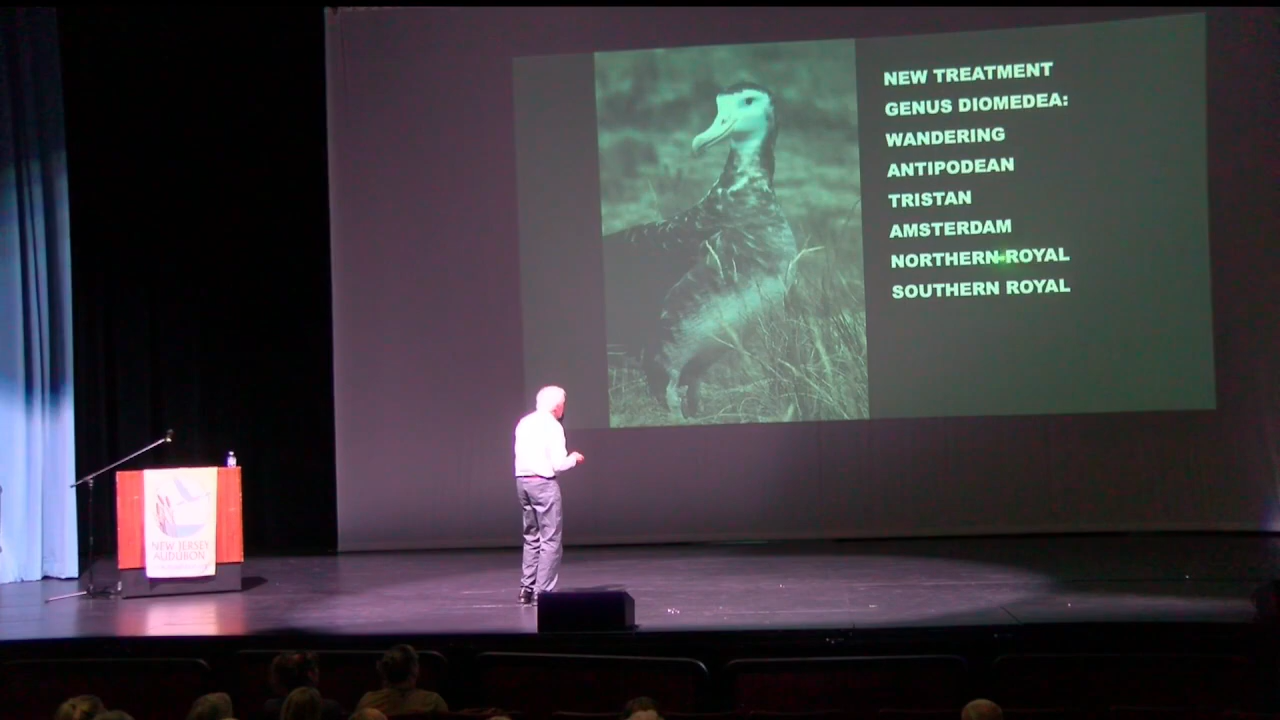 NEW TREATMENT
GENUS DIOMEDEA:
WANDERING
ANTIPODEAN
TRISTAN
AMSTERDAM
NORTHERN ROYAL
SOUTHERN ROYAL
NEW JERSEY
AUDUBON